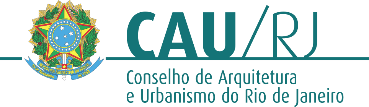 CAU/RJ
Conselho de Arquitetura
e Urbanismo do Rio de Janeiro